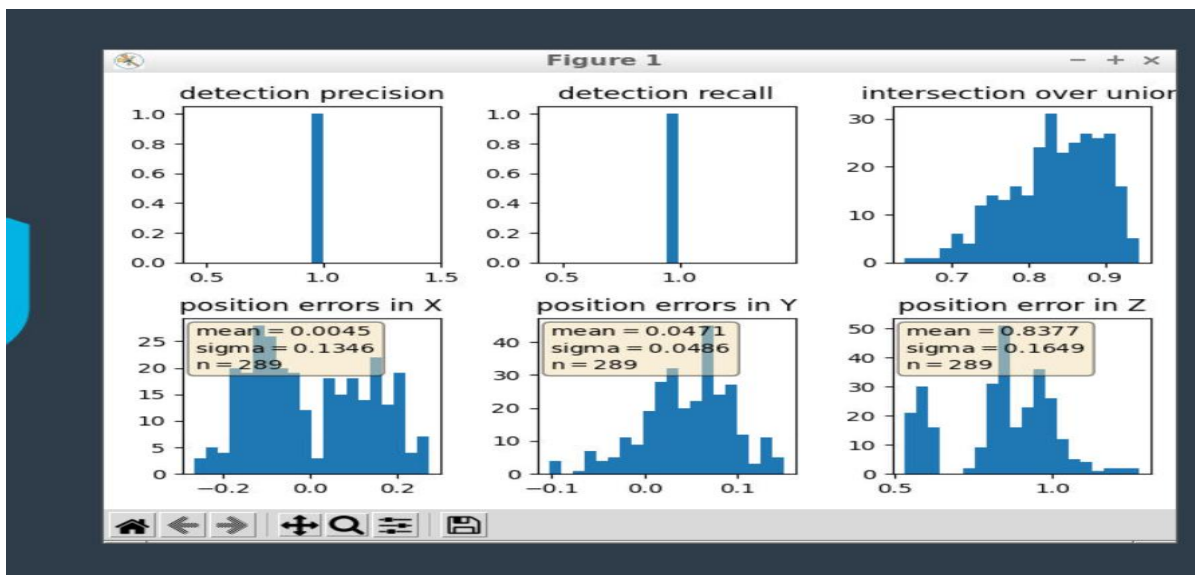 Figure 1
detection precision
1.0
0.8
0.6
0.4
0.2
0.0
0.5 1.0 1.5
detection recall
1.0
0.8
0.6
0.4
0.2
0.0
0.5 1.0
intersection over union
30
20
10
0
0.7 0.8 0.9
position errors in X
mean = 0.0045
sigma = 0.1346
n = 289
25
20
15
10
5
0
−0.2 0.0 0.2
position errors in Y
mean = 0.0471
sigma = 0.0486
n = 289
40
30
20
10
0
−0.1 0.0 0.1
position error in Z
mean = 0.8377
sigma = 0.1649
n = 289
50
40
30
20
10
0
0.5 1.0